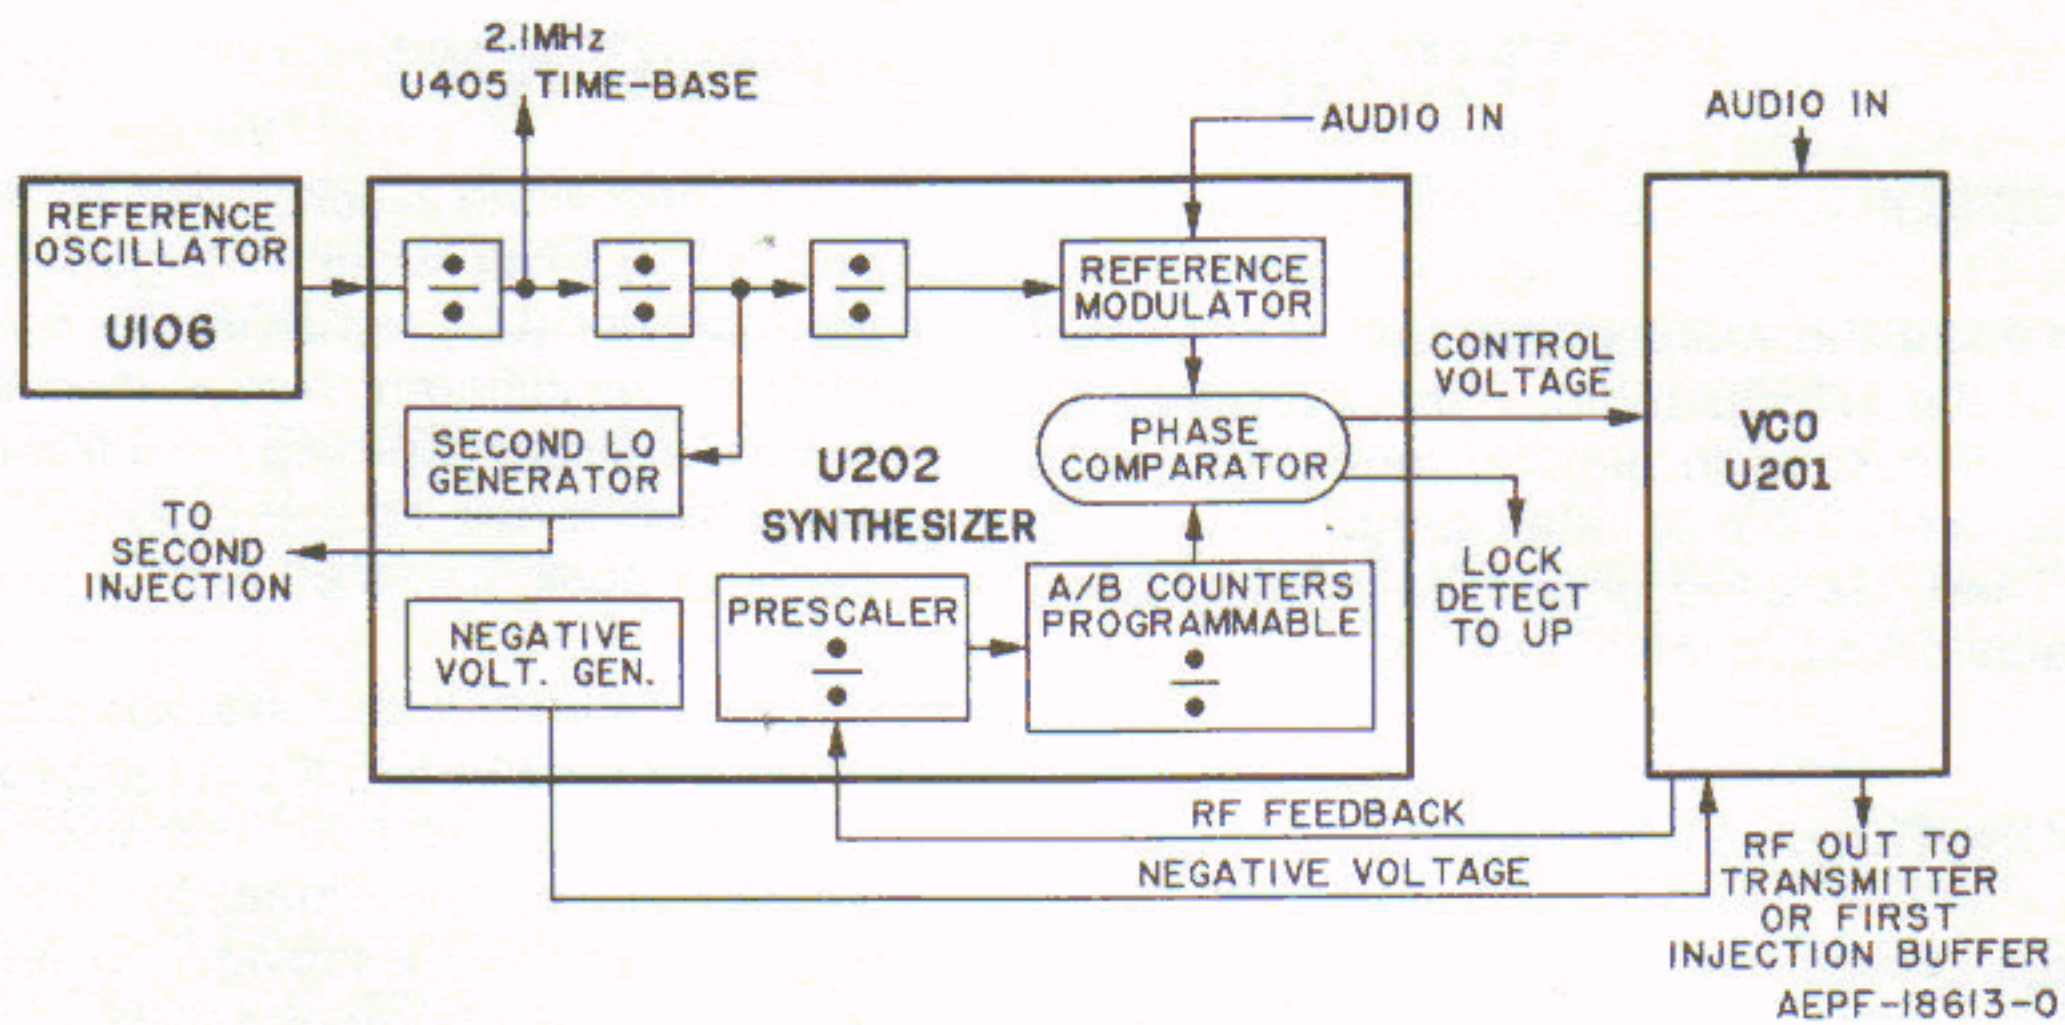 2.1MHz
U405 TIME-BASE
AUDIO IN
AUDIO IN
REFERENCE
OSCILLATOR
U106
REFERENCE
MODULATOR
CONTROL
VOLTAGE
PHASE
COMPARATOR
VCO
U201
SECOND LO
GENERATOR
U202
SYNTHESIZER
TO
SECOND
INJECTION
LOCK
DETECT
TO UP
NEGATIVE
VOLT. GEN.
PRESCALER
A/B COUNTERS
PROGRAMMABLE
RF FEEDBACK
NEGATIVE VOLTAGE
RF OUT TO
TRANSMITTER
OR FIRST
INJECTION BUFFER
AEPF-18613-O